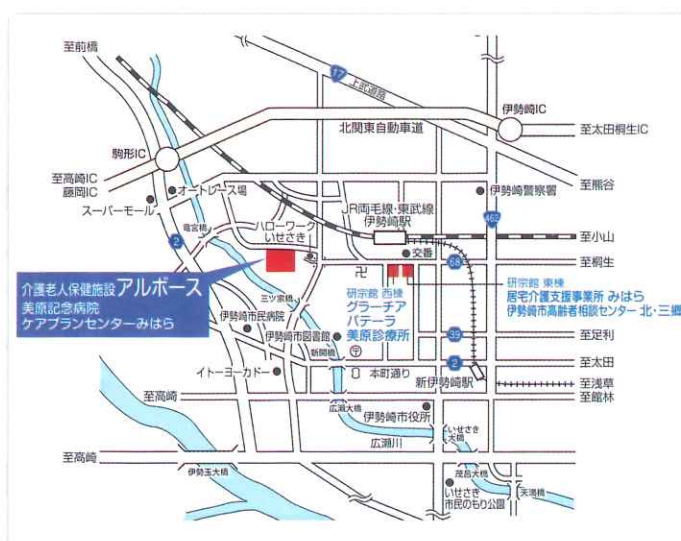 至前橋
17
上武道路
伊勢崎IC
北関東自動車道
至太田桐生IC
駒形IC
至高崎IC
藤岡IC
オートレース場
スーパーモール
伊勢崎警察署
至熊谷
JR両毛線・東武線
伊勢崎駅
462
竜宮橋
ハローワーク
いせさき
2
交番
至小山
68
至桐生
介護老人保健施設 アルボース
美原記念病院
ケアプランセンターみはら
卍
研宗館 西棟
グラーチア
パテーラ
美原診療所
研宗館 東棟
居宅介護支援事業所 みはら
伊勢崎市高齢者相談センター 北・三郷
三ツ家橋
伊勢崎市民病院
伊勢崎市図書館
39
至足利
新開橋
〒
2
至太田
イトーヨーカドー
本町通り
新伊勢崎駅
至浅草
至高崎
至館林
広瀬大橋
伊勢崎市役所
広瀬川
いせさき
大橋
至高崎
伊勢玉大橋
茂呂大橋
いせさき
市民のもり公園
天満橋